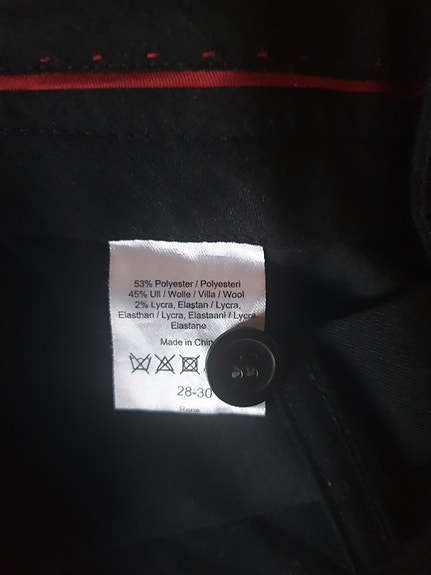 53% Polyester / Polyesteri
45% Ull / Wolle / Villa / Wool
2% Lycra, Elastan / Lycra,
Elasthan / Lycra, Elastaani / Lycra,
Elastane
Made in Chin
28-30